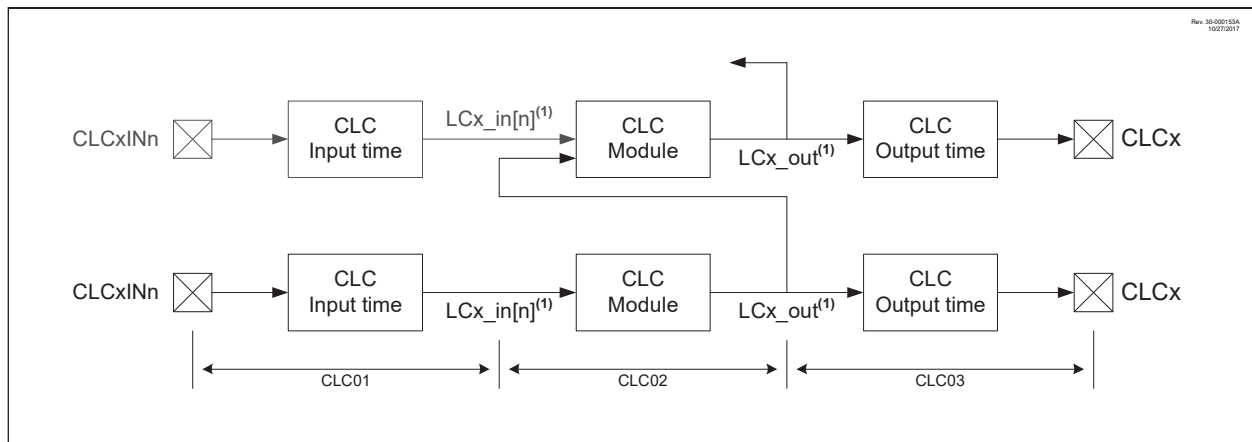 Rev. 30-000153A
10/27/2017
CLCxINn
CLC
Input time
LCx_in[n](1)
CLC
Module
LCx_out(1)
CLC
Output time
CLCx
CLCxINn
CLC
Input time
LCx_in[n](1)
CLC
Module
LCx_out(1)
CLC
Output time
CLCx
CLC01
CLC02
CLC03